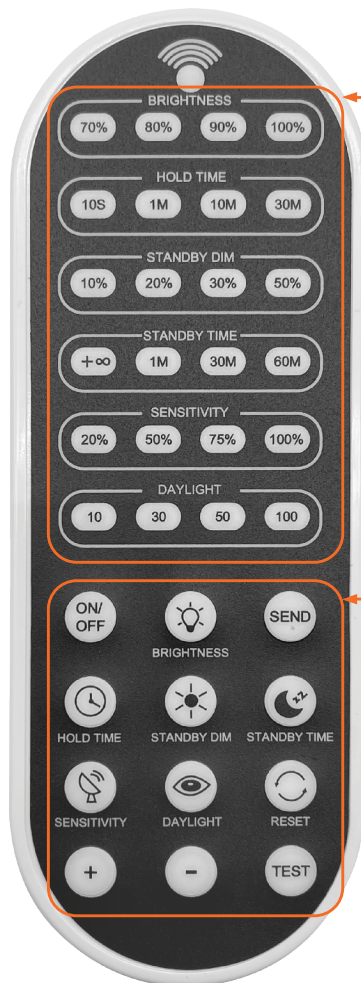 BRIGHTNESS
70% 80% 90% 100%
HOLD TIME
10S 1M 10M 30M
STANDBY DIM
10% 20% 30% 50%
STANDBY TIME
+∞ 1M 30M 60M
SENSITIVITY
20% 50% 75% 100%
DAYLIGHT
10 30 50 100
ON/
OFF
SEND
BRIGHTNESS
zz
HOLD TIME STANDBY DIM STANDBY TIME
SENSITIVITY DAYLIGHT RESET
+ - TEST